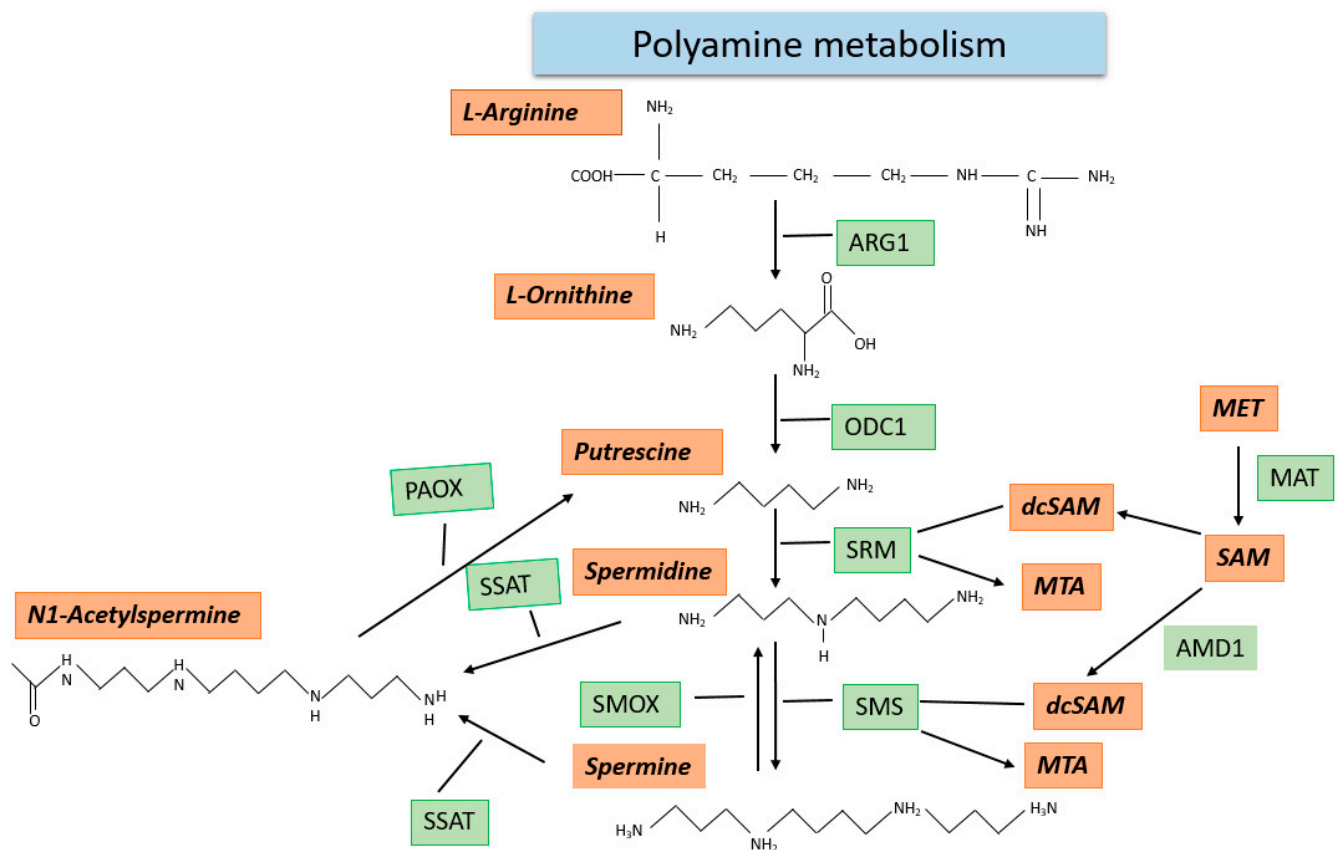 Polyamine metabolism
L-Arginine
NH2
COOH C CH2 CH2 CH2 NH C NH2
H
NH
ARG1
L-Ornithine
O
NH2
OH
NH2
ODC1
MET
Putrescine
MAT
PAOX
NH2
NH2
dcSAM
SRM
SAM
SSAT
Spermidine
MTA
N1-Acetylspermine
NH2
NH2
N
H
AMD1
H
N
H
N
O
N
H
NH
H
SMOX
SMS
dcSAM
Spermine
MTA
SSAT
H3N
NH2
NH2
H3N